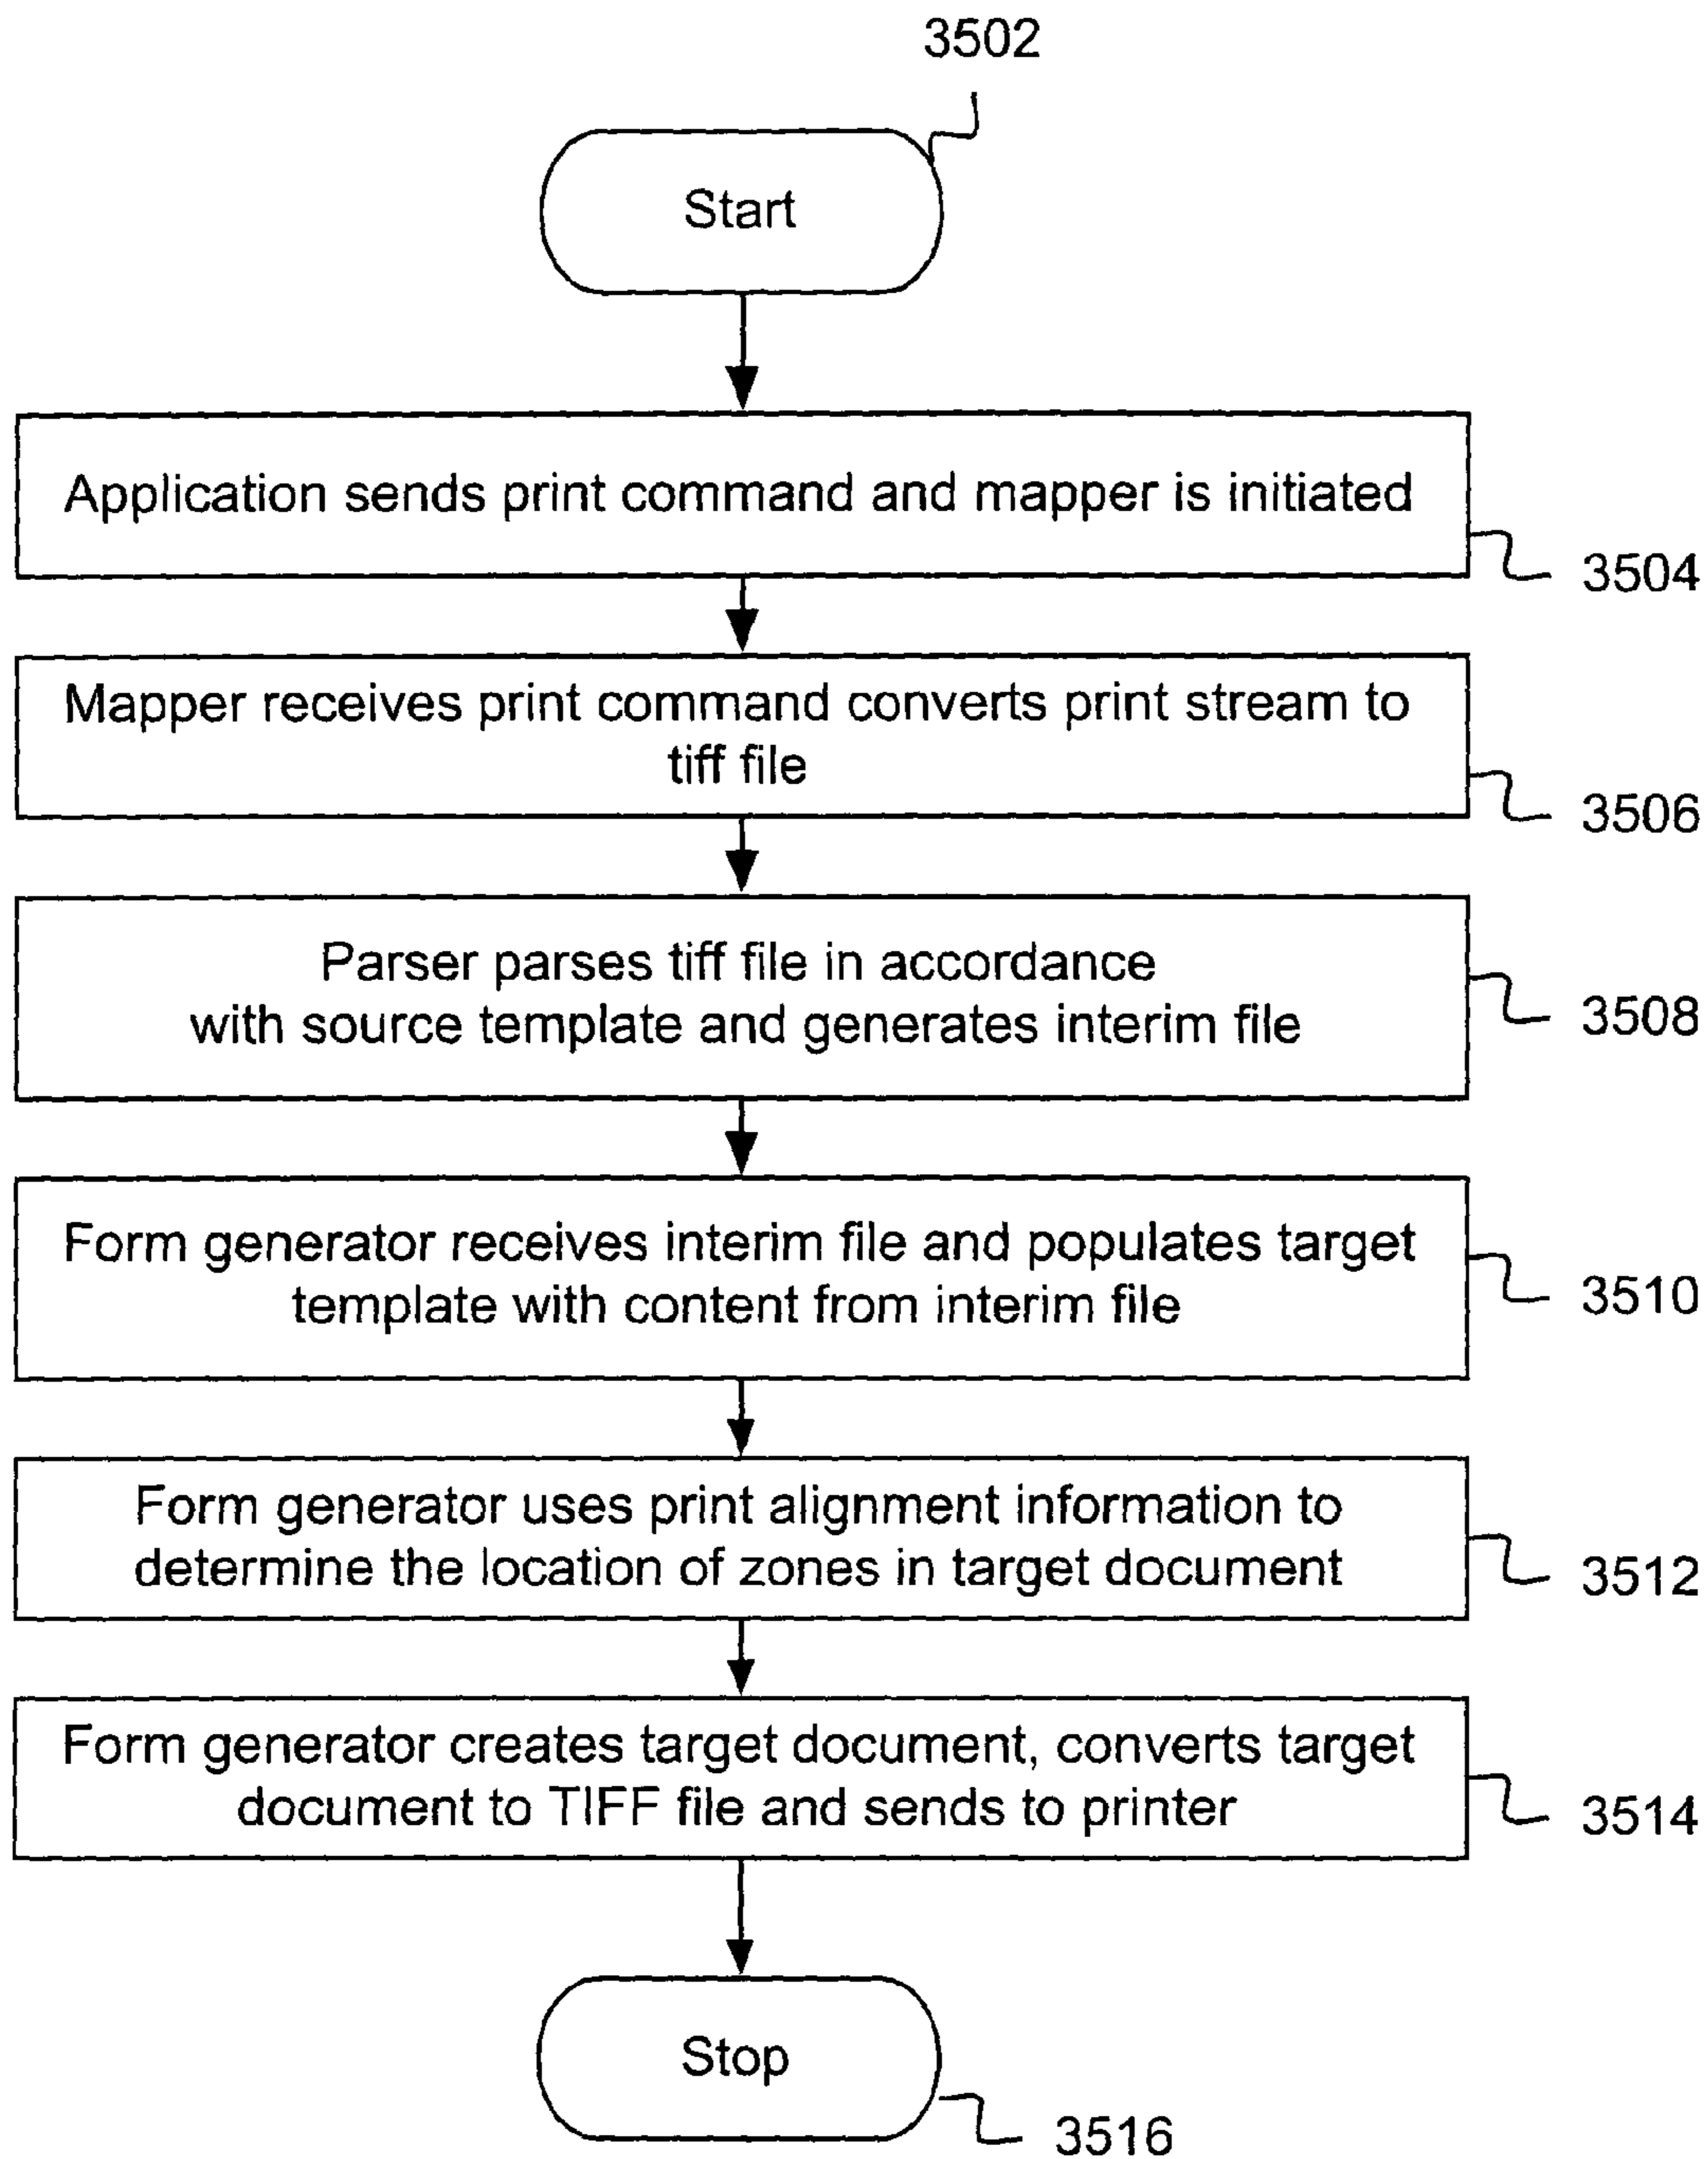 3502
Start
Application sends print command and mapper is initiated
3504
Mapper receives print command converts print stream to
tiff file
3506
Parser parses tiff file in accordance
with source template and generates interim file
3508
Form generator receives interim file and populates target
template with content from interim file
3510
Form generator uses print alignment information to
determine the location of zones in target document
3512
Form generator creates target document, converts target
document to TIFF file and sends to printer
3514
Stop
3516